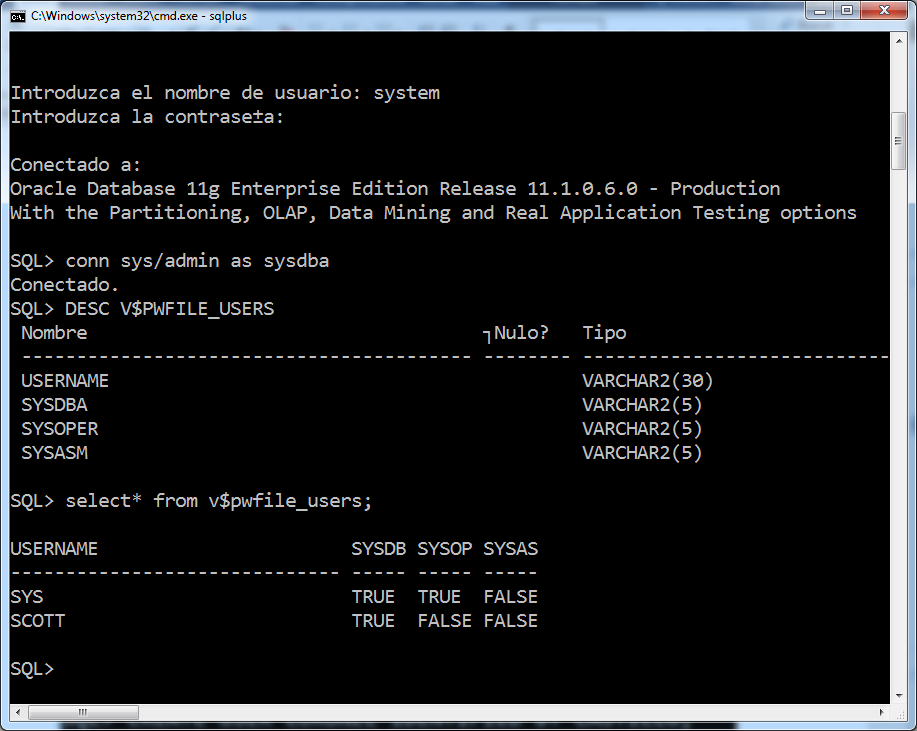 C:\Windows\system32\cmd.exe - sqlplus
Introduzca el nombre de usuario: system
Introduzca la contrase±a:
Conectado a:
Oracle Database 11g Enterprise Edition Release 11.1.0.6.0 - Production
With the Partitioning, OLAP, Data Mining and Real Application Testing options
SQL> conn sys/admin as sysdba
Conectado.
SQL> DESC V$PWFILE_USERS
Nombre ┐Nulo? Tipo
----------------------------------------- -------- ----------------------------
USERNAME VARCHAR2(30)
SYSDBA VARCHAR2(5)
SYSOPER VARCHAR2(5)
SYSASM VARCHAR2(5)
SQL> select* from v$pwfile_users;
USERNAME SYSDB SYSOP SYSAS
------------------------------ ----- ----- -----
SYS TRUE TRUE FALSE
SCOTT TRUE FALSE FALSE
SQL>